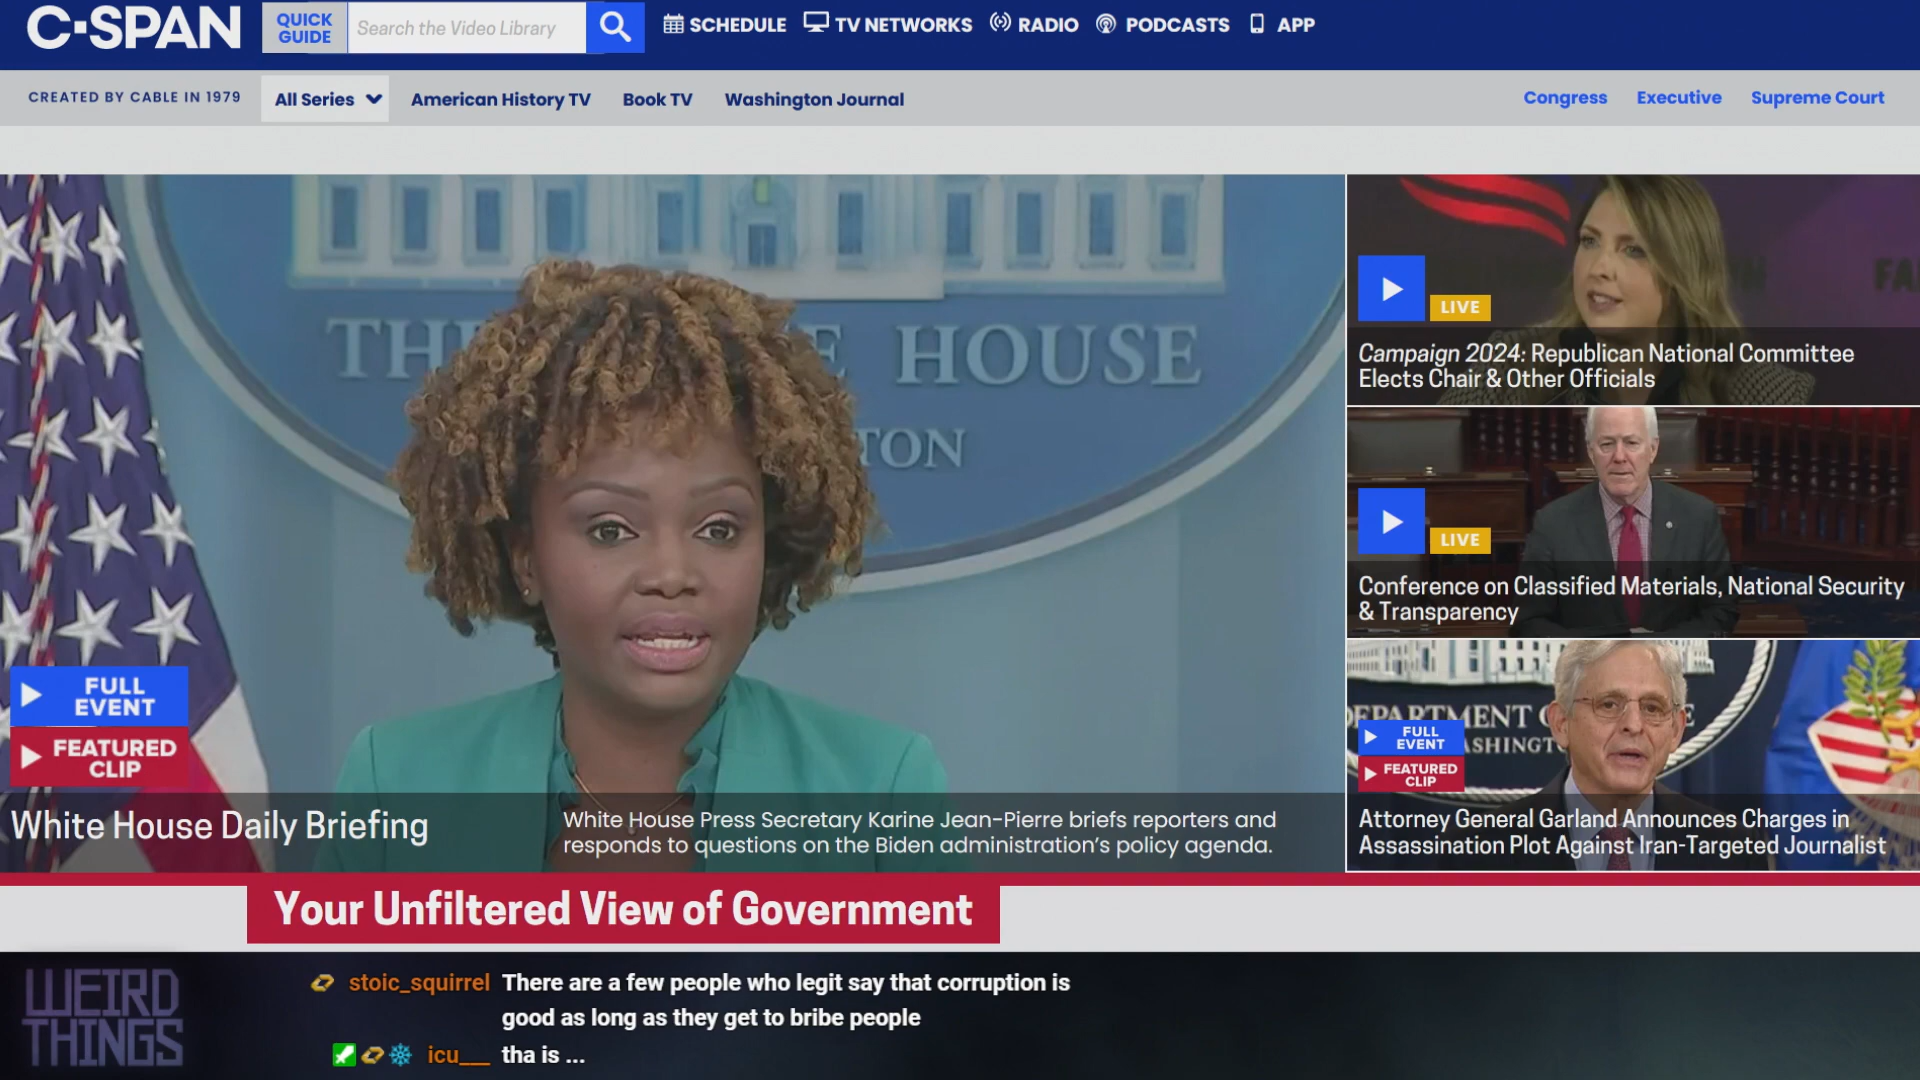 C-SPAN
QUICK
GUIDE
Search the Video Library
SCHEDULE
TV NETWORKS
RADIO
PODCASTS
APP
CREATED BY CABLE IN 1979
All Series
American History TV
Book TV
Washington Journal
Congress
Executive
Supreme Court
THE
HOUSE
TON
FULL
EVENT
FEATURED
CLIP
White House Daily Briefing
White House Press Secretary Karine Jean-Pierre briefs reporters and
responds to questions on the Biden administration's policy agenda.
LIVE
Campaign 2024: Republican National Committee
Elects Chair & Other Officials
LIVE
Conference on Classified Materials, National Security
& Transparency
DEPARTMENT
ASHINGT
FULL
EVENT
FEATURED
CLIP
Attorney General Garland Announces Charges in
Assassination Plot Against Iran-Targeted Journalist
Your Unfiltered View of Government
WEIRD
THINGS
stoic_squirrel There are a few people who legit say that corruption is
good as long as they get to bribe people
icu___ tha is ...